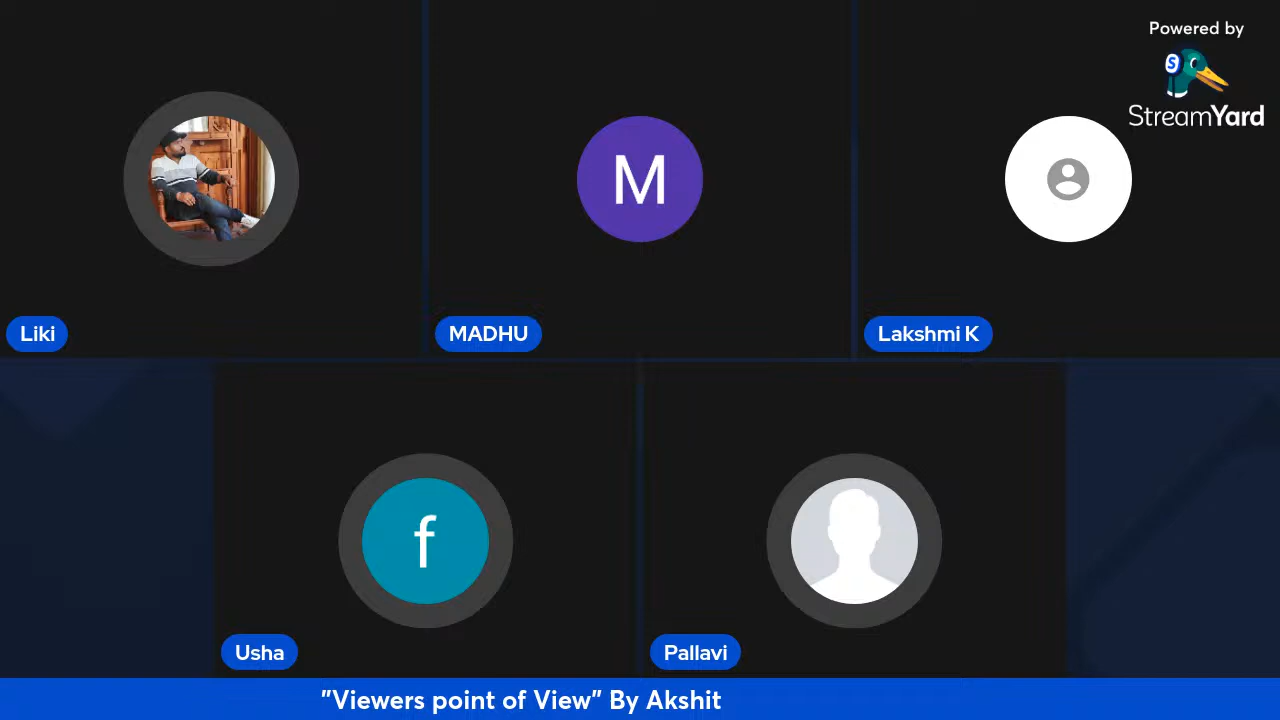 Powered by
S
StreamYard
M
Liki
MADHU
Lakshmi K
f
Usha
Pallavi
"Viewers point of View" By Akshit